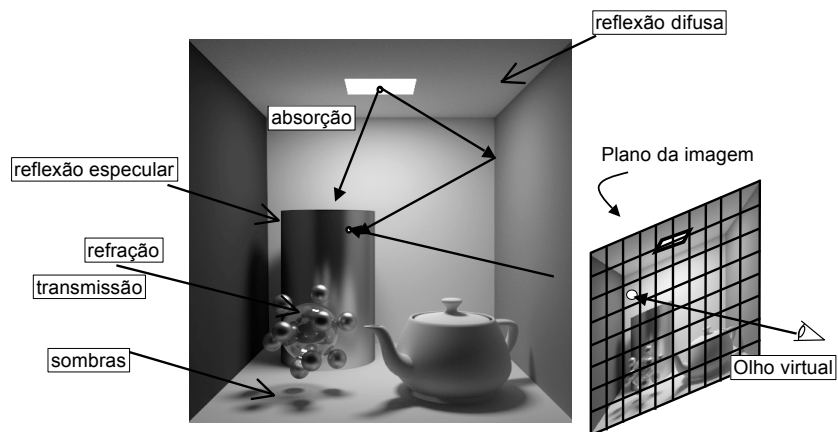 reflexão difusa
absorção
reflexão especular
Plano da imagem
refração
transmissão
sombras
Olho virtual